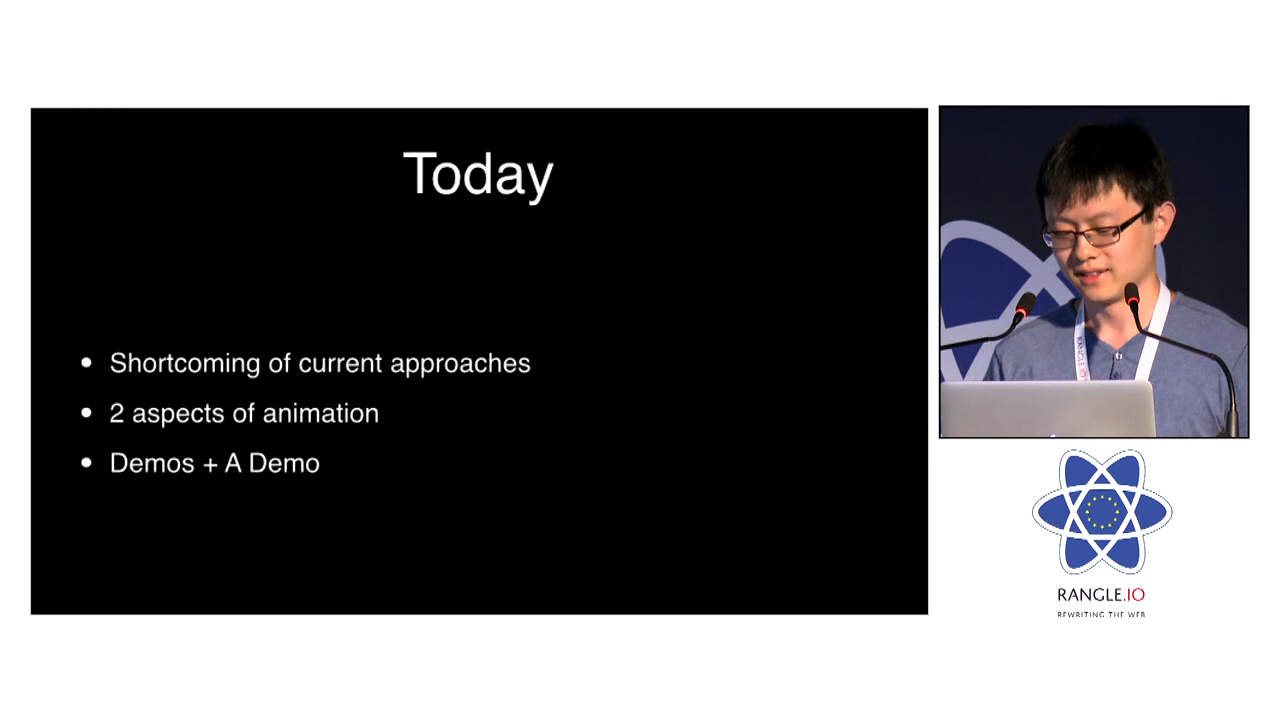 Today
• Shortcoming of current approaches
• 2 aspects of animation
• Demos + A Demo
RANGLE.IO
REWRITING THE WEB